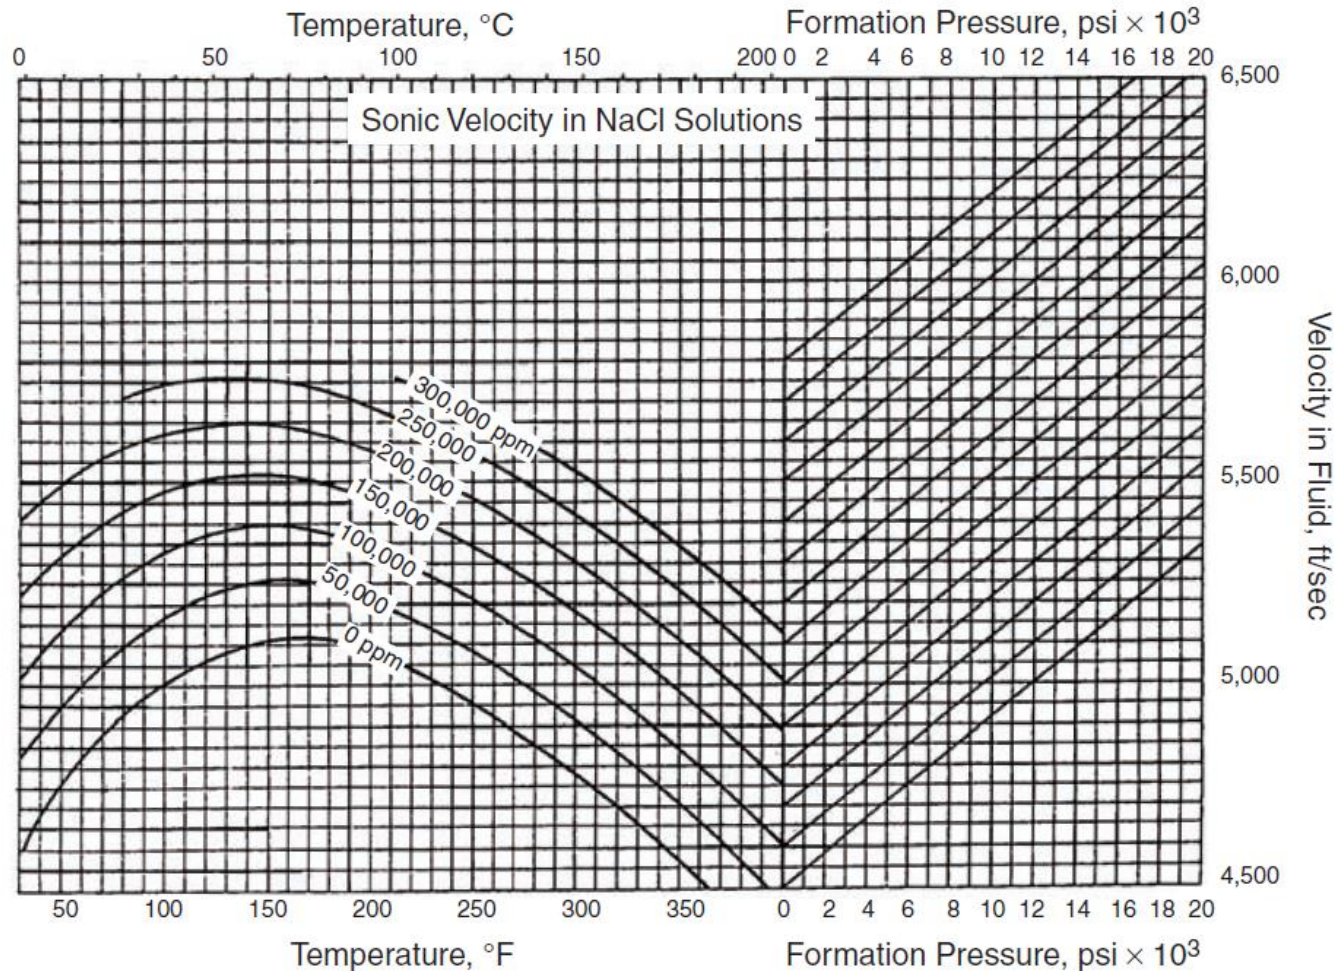 Temperature, °C Formation Pressure, psi × 10³
0 50 100 150 200 0 2 4 6 8 10 12 14 16 18 20
6,500
Sonic Velocity in NaCl Solutions
6,000
300,000 ppm
250,000
200,000
150,000
100,000
50,000
0 ppm
5,500
5,000
4,500
Velocity in Fluid, ft/sec
50 100 150 200 250 300 350 0 2 4 6 8 10 12 14 16 18 20
Temperature, °F Formation Pressure, psi × 10³